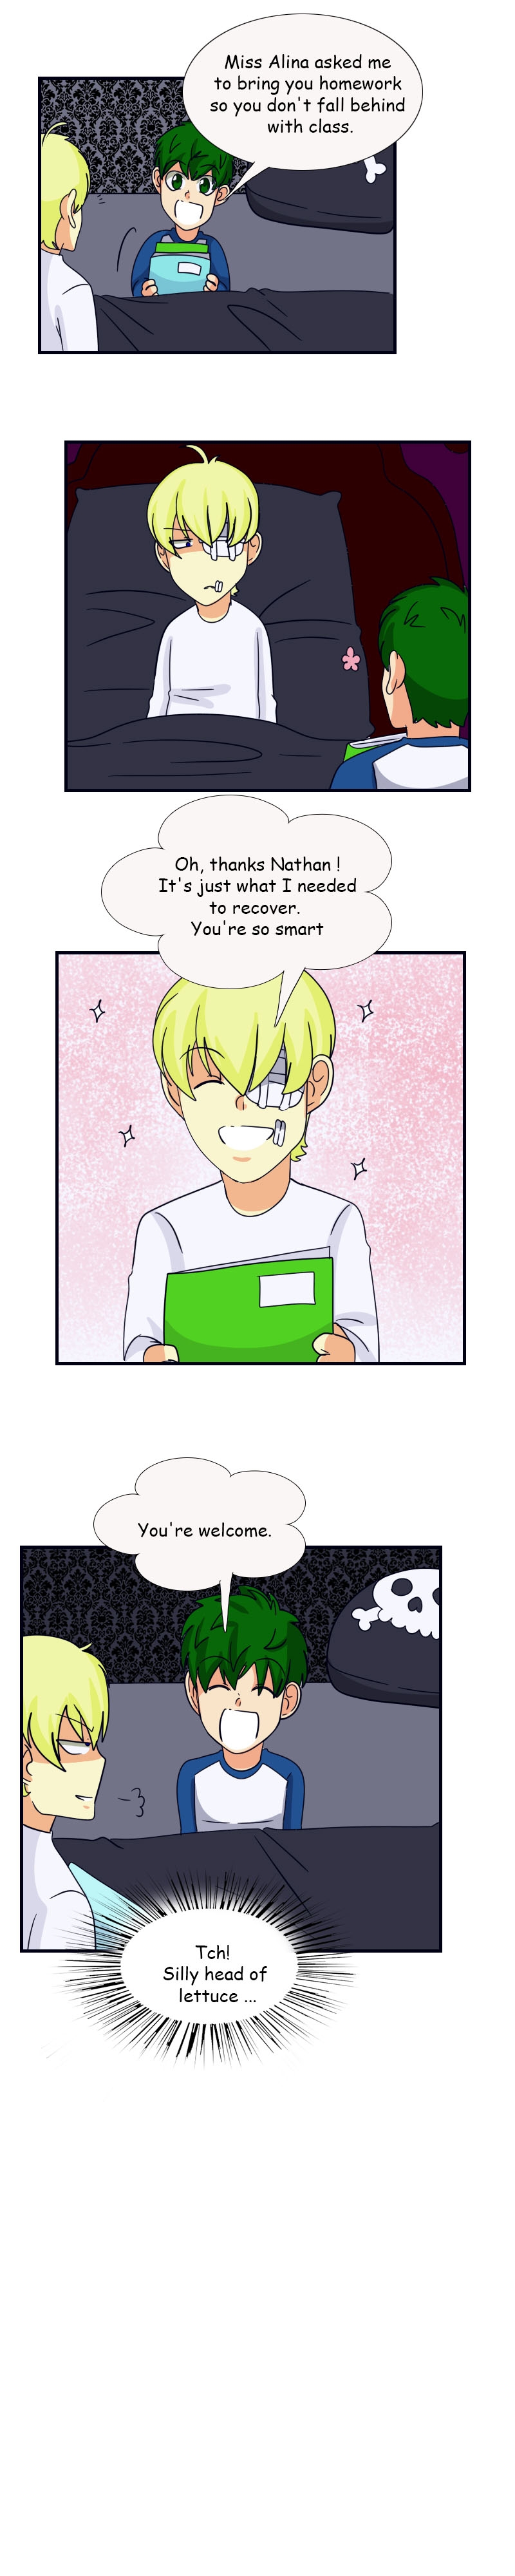 Miss Alina asked me
to bring you homework
so you don't fall behind
with class.
Oh, thanks Nathan !
It's just what I needed
to recover.
You're so smart
You're welcome.
Tch!
Silly head of
lettuce ...